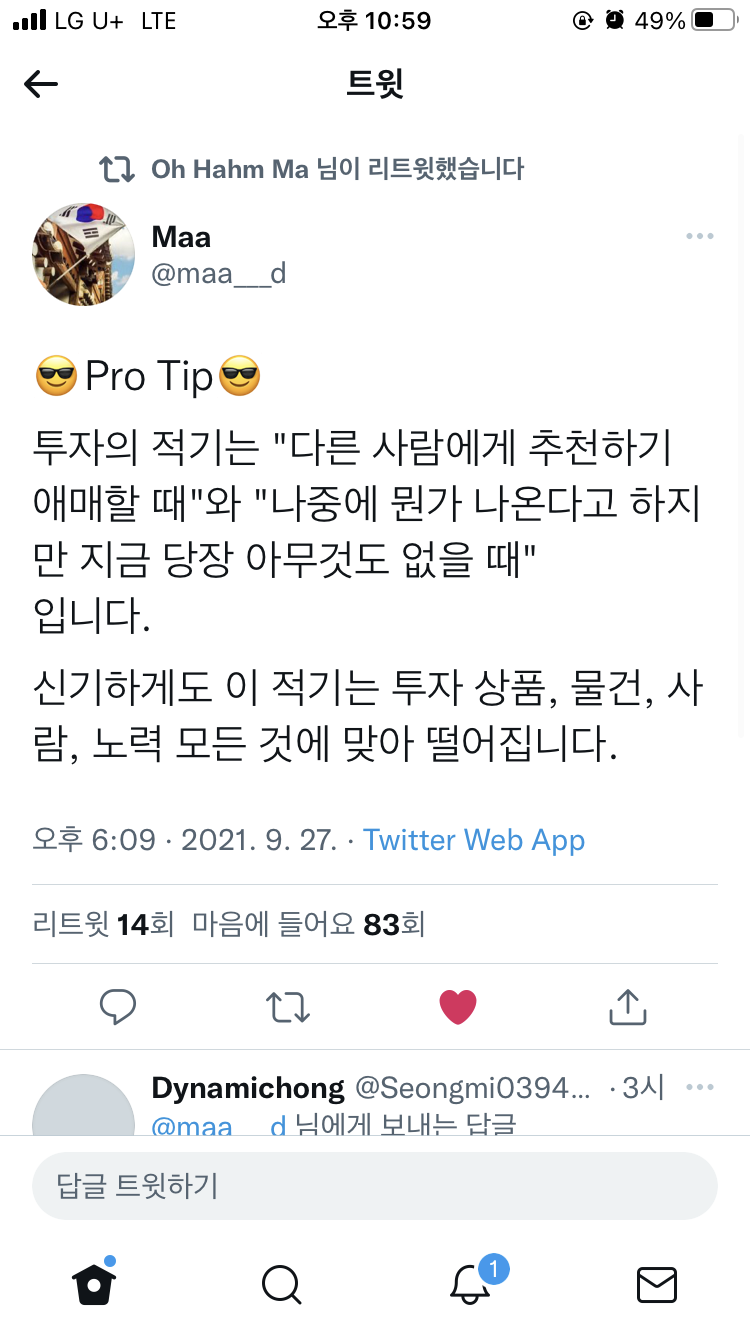 LG U+ LTE 오후 10:59 49%
트윗
Oh Hahm Ma 님이 리트윗했습니다
Maa
@maa___d
😎Pro Tip😎
투자의 적기는 "다른 사람에게 추천하기
애매할 때"와 "나중에 뭔가 나온다고 하지
만 지금 당장 아무것도 없을 때"
입니다.
신기하게도 이 적기는 투자 상품, 물건, 사
람, 노력 모든 것에 맞아 떨어집니다.
오후 6:09 · 2021. 9. 27. · Twitter Web App
리트윗 14회 마음에 들어요 83회
Dynamichong @Seongmi0394... · 3시
@maa___d 님에게 보내는 답글
답글 트윗하기
1